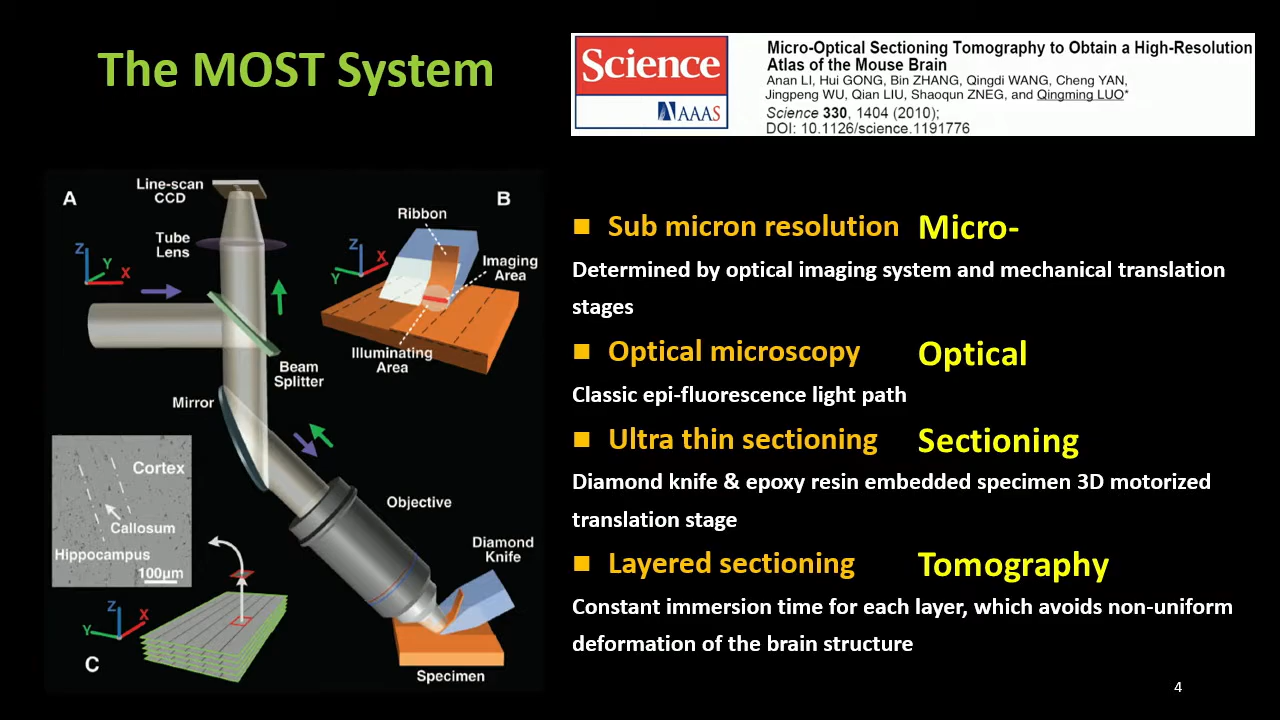 The MOST System
Science
AAAS
Micro-Optical Sectioning Tomography to Obtain a High-Resolution
Atlas of the Mouse Brain
Anan LI, Hui GONG, Bin ZHANG, Qingdi WANG, Cheng YAN,
Jingpeng WU, Qian LIU, Shaoqun ZNEG, and Qingming LUO*
Science 330, 1404 (2010);
DOI: 10.1126/science.1191776
A
Line-scan
CCD
Tube
Lens
Z
Y
X
Beam
Splitter
Mirror
Objective
Diamond
Knife
Specimen
B
Ribbon
Imaging
Area
Z
X
Y
Illuminating
Area
Cortex
Callosum
Hippocampus
100µm
Z
X
Y
C
■ Sub micron resolution Micro-
Determined by optical imaging system and mechanical translation
stages
■ Optical microscopy Optical
Classic epi-fluorescence light path
■ Ultra thin sectioning Sectioning
Diamond knife & epoxy resin embedded specimen 3D motorized
translation stage
■ Layered sectioning Tomography
Constant immersion time for each layer, which avoids non-uniform
deformation of the brain structure
4